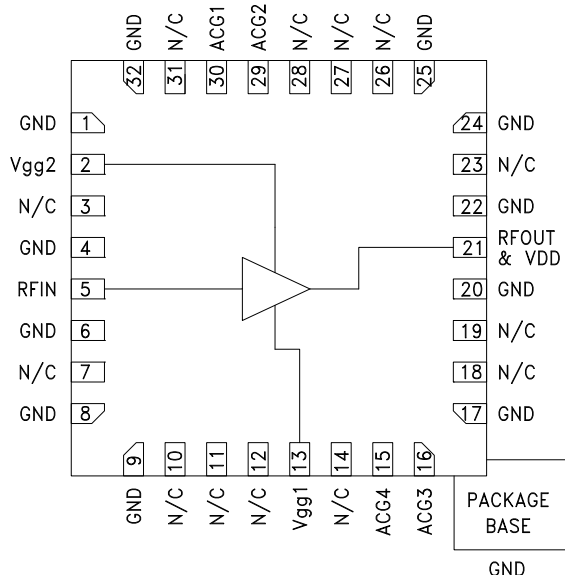 GND
N/C
ACG1
ACG2
N/C
N/C
N/C
GND
32
31
30
29
28
27
26
25
GND 1
Vgg2 2
N/C 3
GND 4
RFIN 5
GND 6
N/C 7
GND 8
24 GND
23 N/C
22 GND
21 RFOUT
& VDD
20 GND
19 N/C
18 N/C
17 GND
9
10
11
12
13
14
15
16
GND
N/C
N/C
N/C
Vgg1
N/C
ACG4
ACG3
PACKAGE
BASE
GND